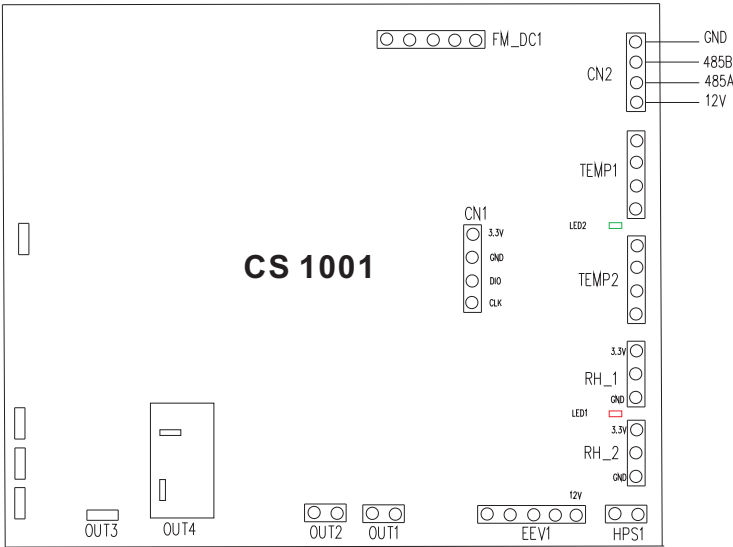 FM_DC1
GND
485B
CN2
485A
12V
TEMP1
LED2
CN1
3.3V
GND
DIO
CLK
CS 1001
TEMP2
3.3V
RH_1
GND
LED1
3.3V
RH_2
GND
12V
OUT3
OUT4
OUT2
OUT1
EEV1
HPS1